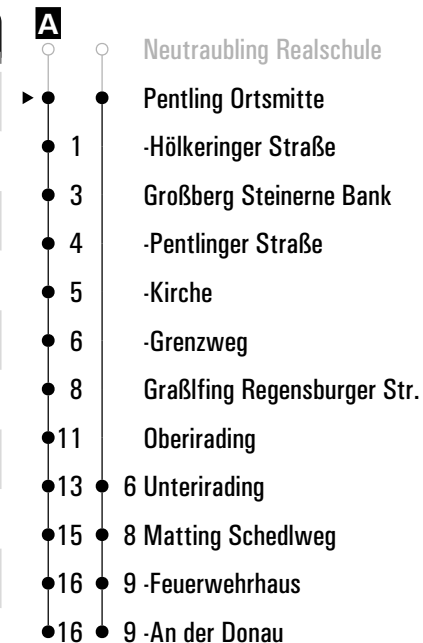 A
Neutraubling Realschule
Pentling Ortsmitte
1 -Hölkeringer Straße
3 Großberg Steinerne Bank
4 -Pentlinger Straße
5 -Kirche
6 -Grenzweg
8 Graßlfing Regensburger Str.
11 Oberirading
13 6 Unterirading
15 8 Matting Schedlweg
16 9 -Feuerwehrhaus
16 9 -An der Donau